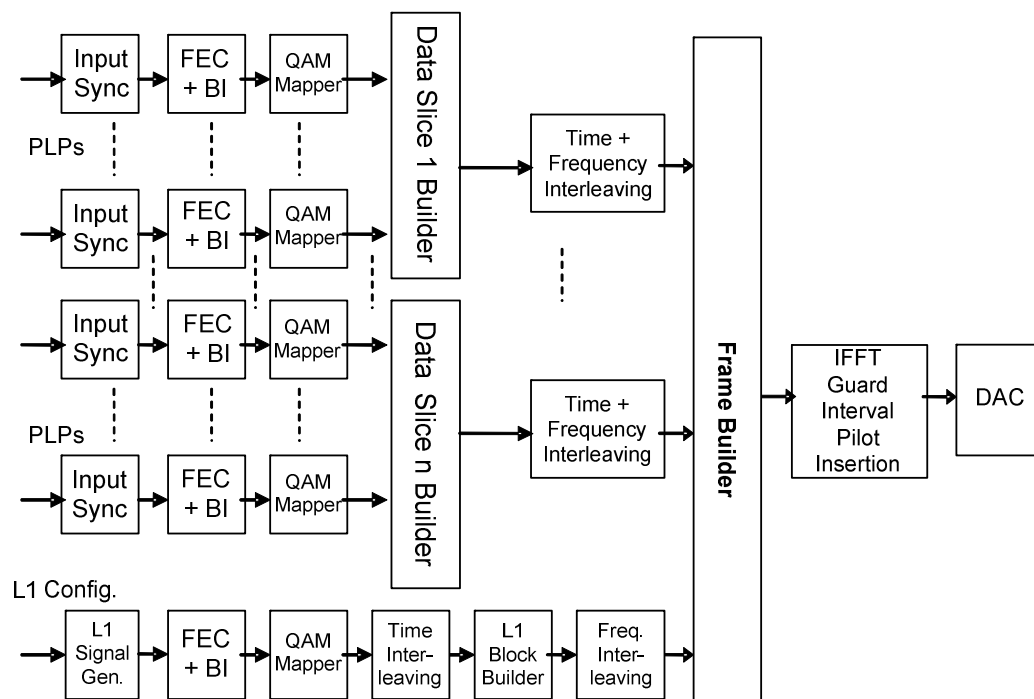 Input
Sync
FEC
+ BI
QAM
Mapper
Data Slice 1 Builder
PLPs
Time +
Frequency
Interleaving
Input
Sync
FEC
+ BI
QAM
Mapper
Input
Sync
FEC
+ BI
QAM
Mapper
Data Slice n Builder
PLPs
Time +
Frequency
Interleaving
Input
Sync
FEC
+ BI
QAM
Mapper
Frame Builder
IFFT
Guard
Interval
Pilot
Insertion
DAC
L1 Config.
L1
Signal
Gen.
FEC
+ BI
QAM
Mapper
Time
Inter-
leaving
L1
Block
Builder
Freq.
Inter-
leaving